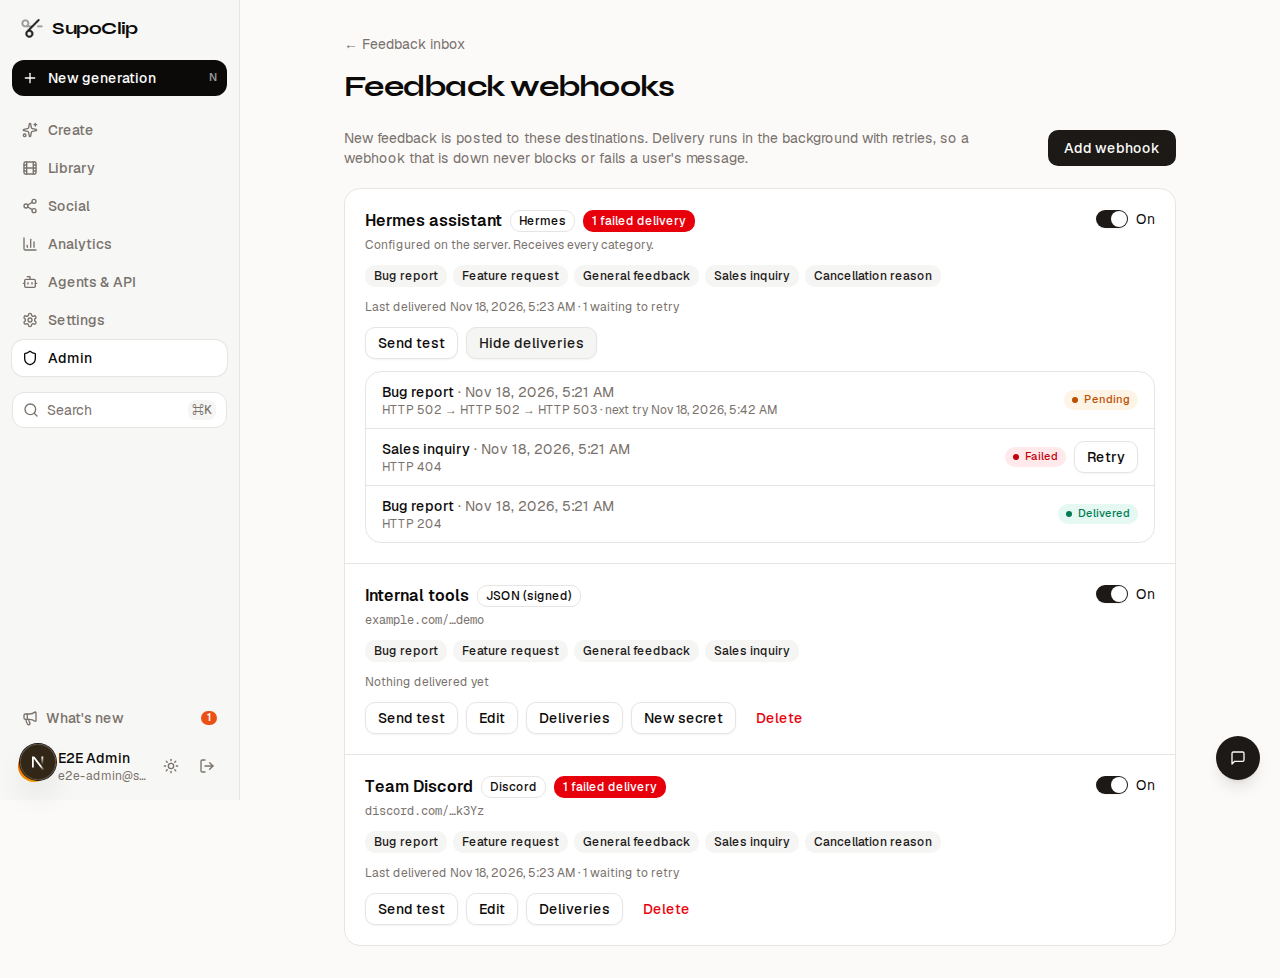 SupoClip
New generation N
Create
Library
Social
Analytics
Agents & API
Settings
Admin
Search ⌘K
What's new 1
N
E2E Admin
e2e-admin@s…
← Feedback inbox
Feedback webhooks
New feedback is posted to these destinations. Delivery runs in the background with retries, so a
webhook that is down never blocks or fails a user's message.
Add webhook
Hermes assistant Hermes 1 failed delivery On
Configured on the server. Receives every category.
Bug report Feature request General feedback Sales inquiry Cancellation reason
Last delivered Nov 18, 2026, 5:23 AM · 1 waiting to retry
Send test Hide deliveries
Bug report · Nov 18, 2026, 5:21 AM
HTTP 502 → HTTP 502 → HTTP 503 · next try Nov 18, 2026, 5:42 AM
Pending
Sales inquiry · Nov 18, 2026, 5:21 AM
HTTP 404
Failed Retry
Bug report · Nov 18, 2026, 5:21 AM
HTTP 204
Delivered
Internal tools JSON (signed) On
example.com/…demo
Bug report Feature request General feedback Sales inquiry
Nothing delivered yet
Send test Edit Deliveries New secret Delete
Team Discord Discord 1 failed delivery On
discord.com/…k3Yz
Bug report Feature request General feedback Sales inquiry Cancellation reason
Last delivered Nov 18, 2026, 5:23 AM · 1 waiting to retry
Send test Edit Deliveries Delete